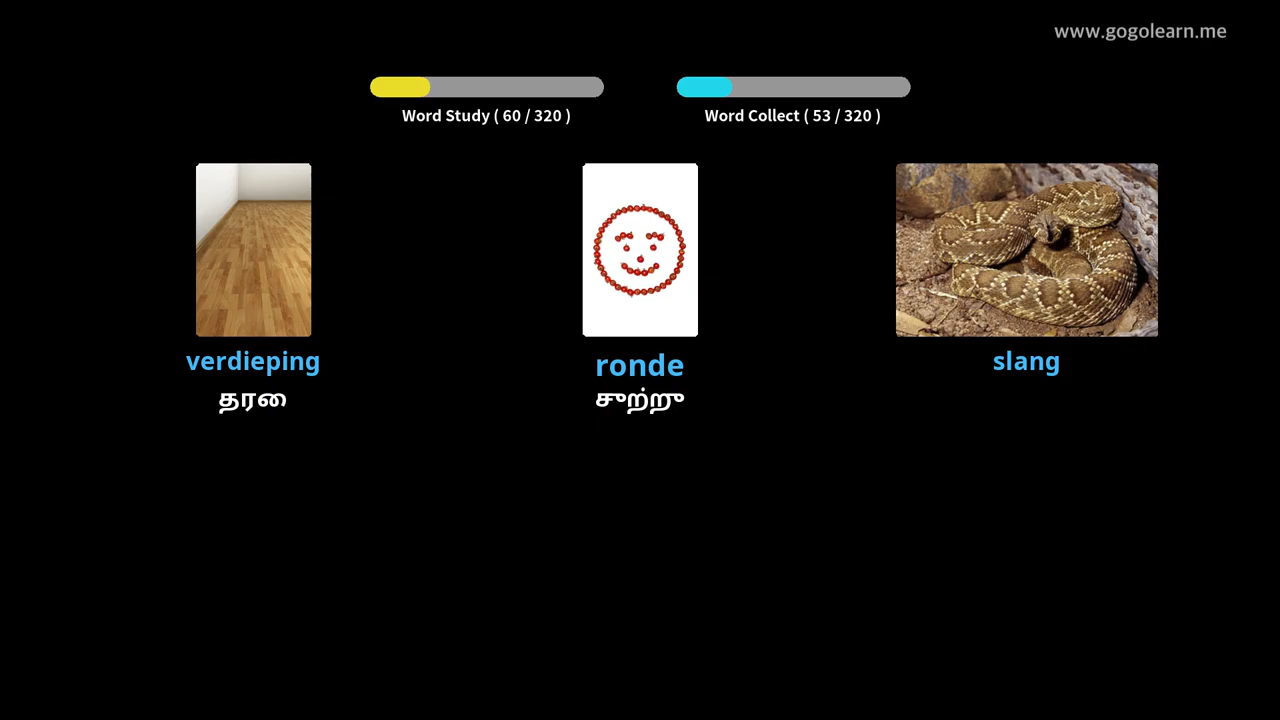 www.gogolearn.me
Word Study ( 60 / 320 )
Word Collect ( 53 / 320 )
verdieping
ronde
slang
தரை
சுற்று